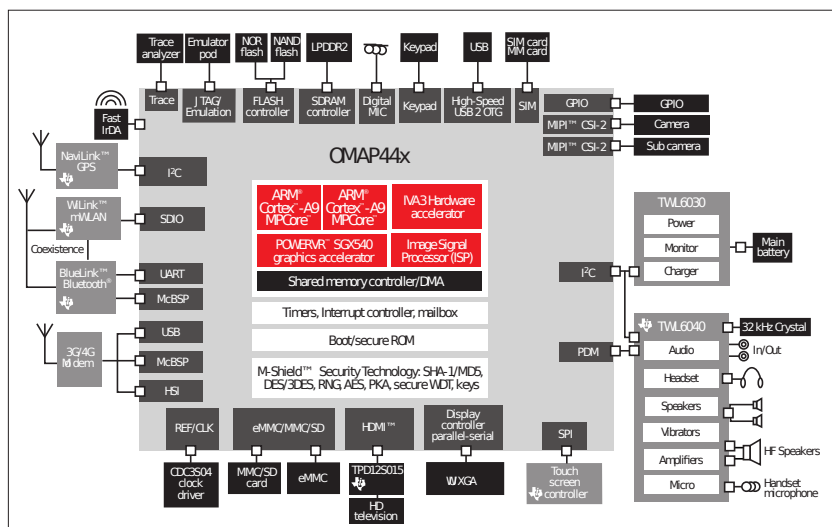 Trace
analyzer
Emulator
pod
NOR
flash
NAND
flash
LPDDR2
Keypad
USB
SIM card
MM card
Trace
JTAG/
Emulation
FLASH
controller
SDRAM
controller
Digital
MIC
Keypad
High-Speed
USB 2 OTG
SIM
GPIO
GPIO
MIPI™ CSI-2
Camera
MIPI™ CSI-2
Sub camera
Fast
IrDA
OMAP44x
NaviLink™
GPS
I²C
WiLink™
mWLAN
SDIO
Coexistence
BlueLink™
Bluetooth®
UART
McBSP
3G/4G
Modem
USB
McBSP
HSI
ARM®
Cortex™-A9
MPCore™
ARM®
Cortex™-A9
MPCore™
IVA3 Hardware
accelerator
POWERVR™ SGX540
graphics accelerator
Image Signal
Processor (ISP)
Shared memory controller/DMA
Timers, Interrupt controller, mailbox
Boot/secure ROM
M-Shield™ Security Technology: SHA-1/MD5,
DES/3DES, RNG, AES, PKA, secure WDT, keys
I²C
PDM
TWL6030
Power
Monitor
Charger
Main
battery
TWL6040
32 kHz Crystal
Audio
In/Out
Headset
Speakers
Vibrators
Amplifiers
HF Speakers
Micro
Handset
microphone
REF/CLK
eMMC/MMC/SD
HDMI™
Display
controller
parallel-serial
SPI
CDC3S04
clock
driver
MMC/SD
card
eMMC
TPD12S015
HD
television
WUXGA
Touch
screen
controller